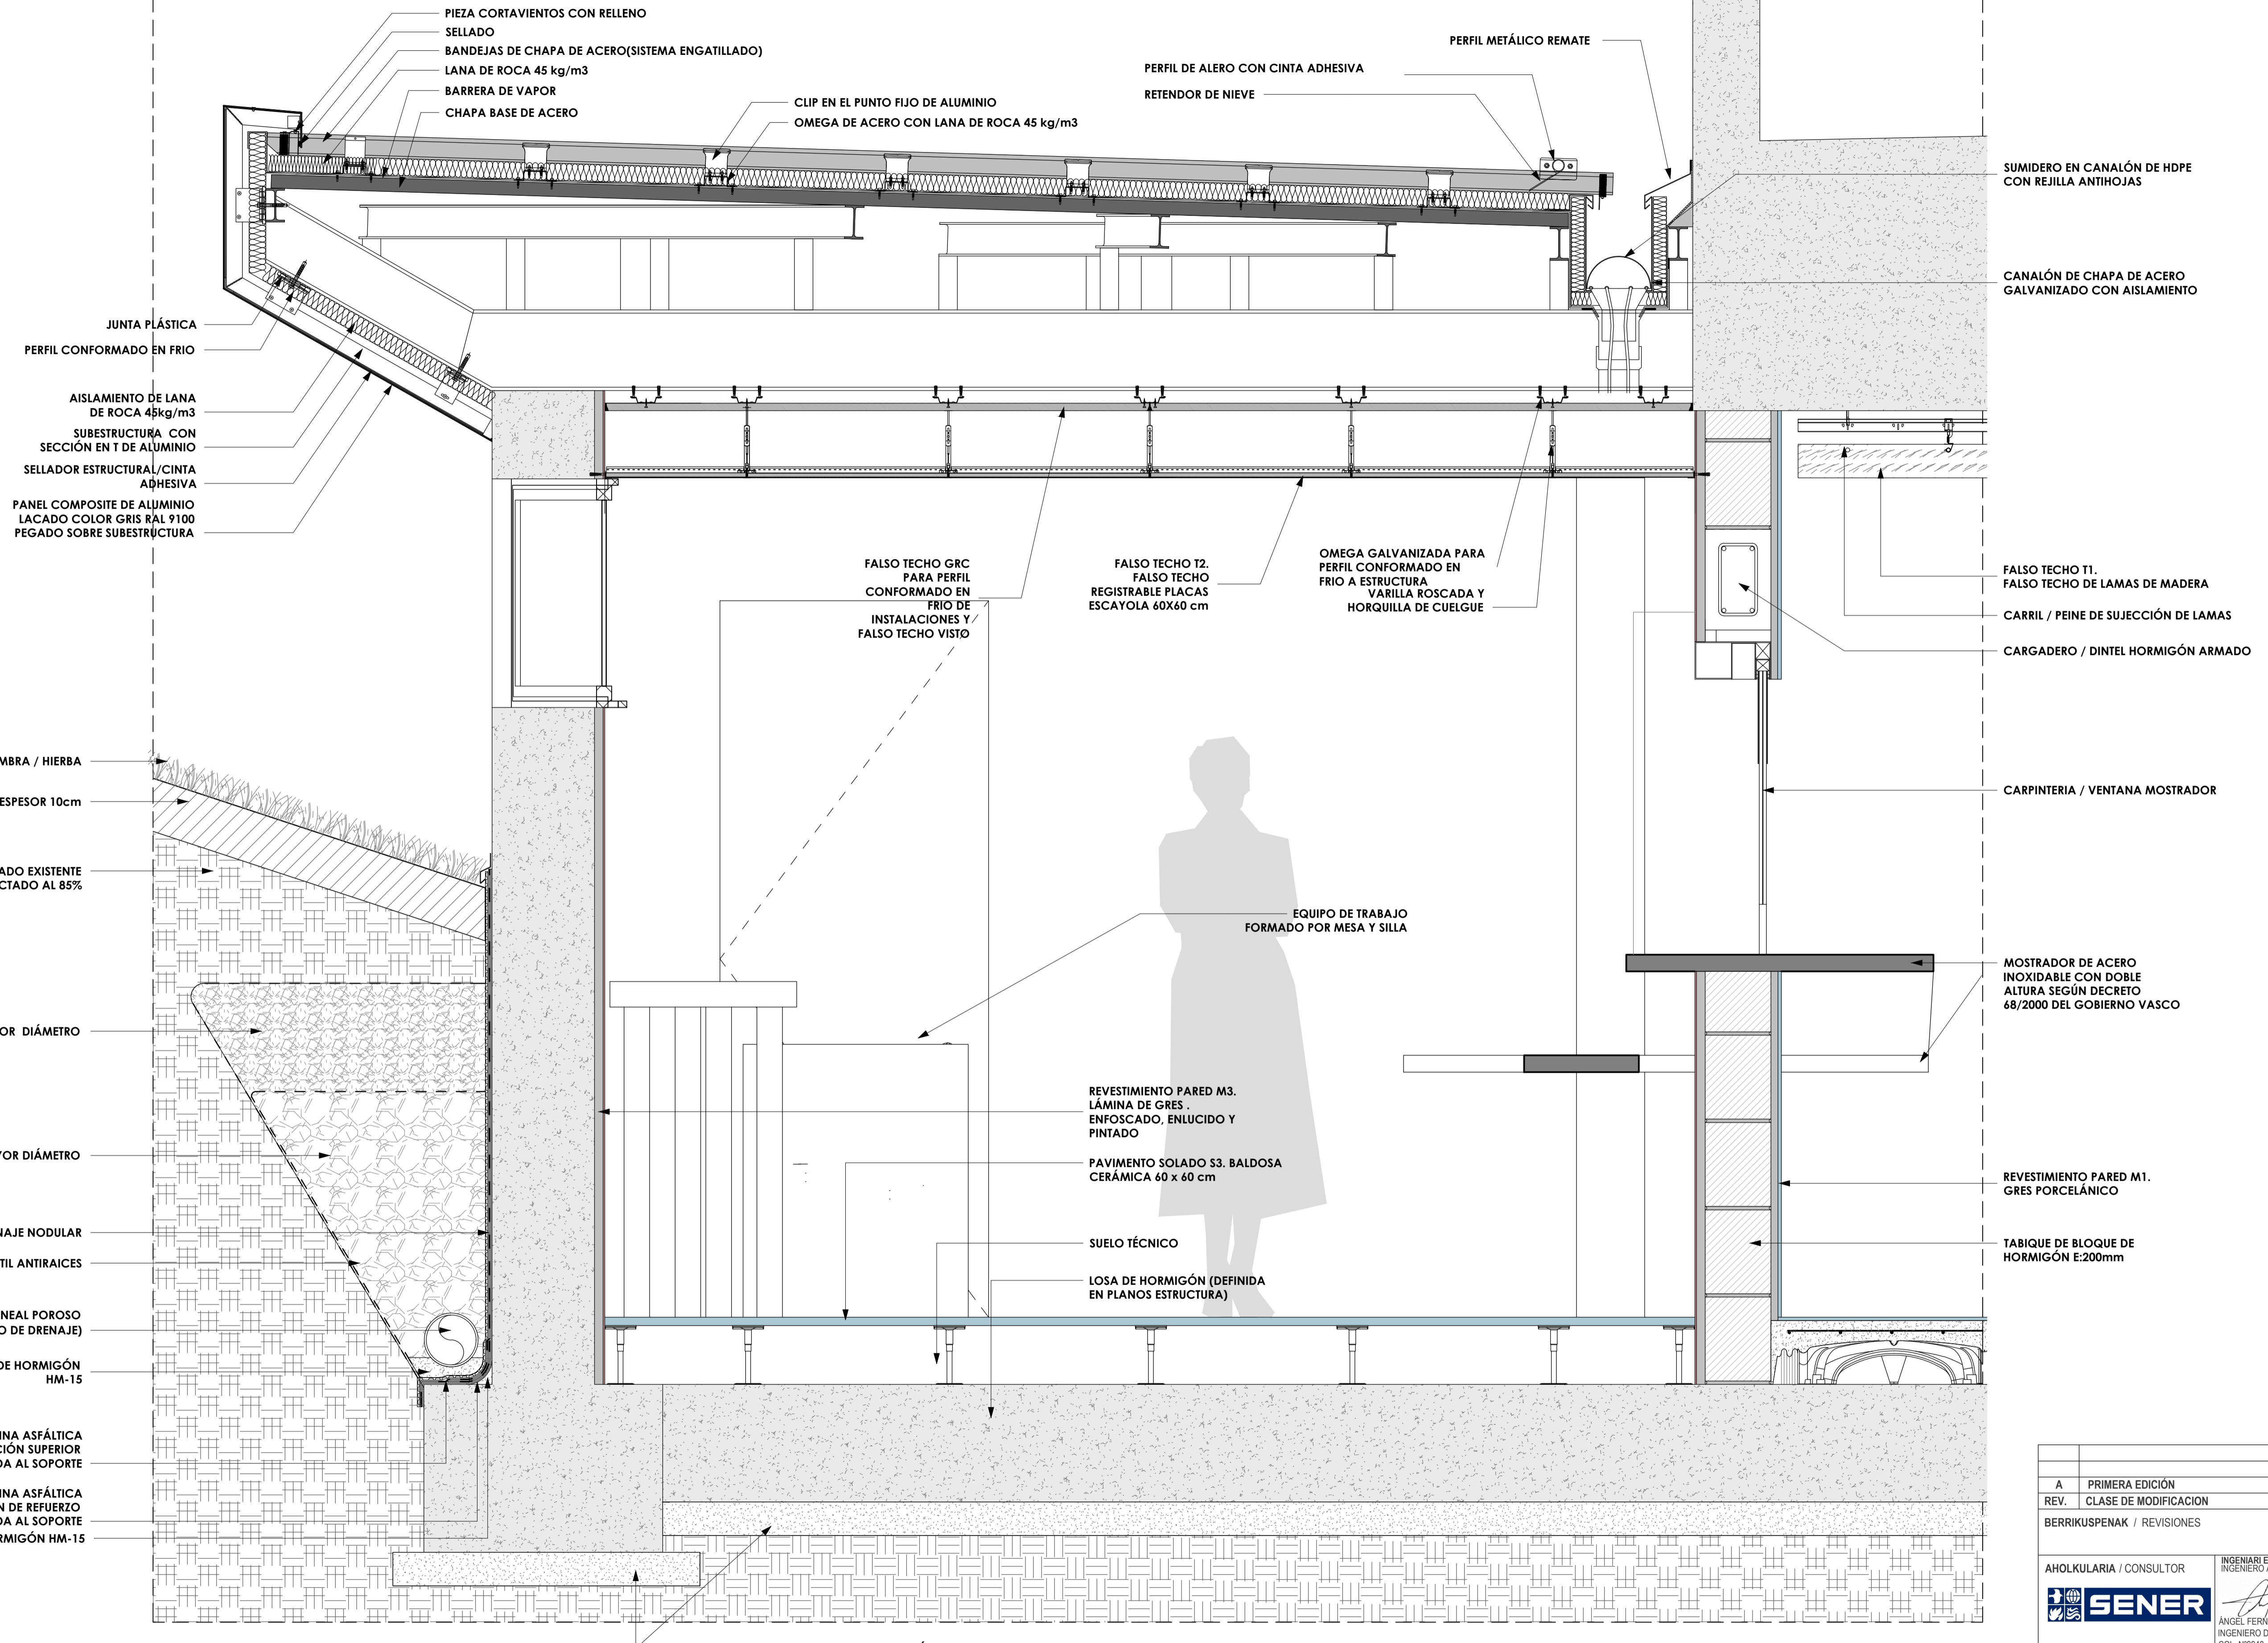 PIEZA CORTAVIENTOS CON RELLENO
SELLADO
BANDEJAS DE CHAPA DE ACERO(SISTEMA ENGATILLADO)
LANA DE ROCA 45 kg/m3
BARRERA DE VAPOR
CHAPA BASE DE ACERO
CLIP EN EL PUNTO FIJO DE ALUMINIO
OMEGA DE ACERO CON LANA DE ROCA 45 kg/m3
PERFIL METÁLICO REMATE
PERFIL DE ALERO CON CINTA ADHESIVA
RETENDOR DE NIEVE
SUMIDERO EN CANALÓN DE HDPE
CON REJILLA ANTIHOJAS
CANALÓN DE CHAPA DE ACERO
GALVANIZADO CON AISLAMIENTO
JUNTA PLÁSTICA
PERFIL CONFORMADO EN FRIO
AISLAMIENTO DE LANA
DE ROCA 45kg/m3
SUBESTRUCTURA CON
SECCIÓN EN T DE ALUMINIO
SELLADOR ESTRUCTURAL/CINTA
ADHESIVA
PANEL COMPOSITE DE ALUMINIO
LACADO COLOR GRIS RAL 9100
PEGADO SOBRE SUBESTRUCTURA
FALSO TECHO GRC
PARA PERFIL
CONFORMADO EN
FRIO DE
INSTALACIONES Y
FALSO TECHO VISTO
FALSO TECHO T2.
FALSO TECHO
REGISTRABLE PLACAS
ESCAYOLA 60X60 cm
OMEGA GALVANIZADA PARA
PERFIL CONFORMADO EN
FRIO A ESTRUCTURA
VARILLA ROSCADA Y
HORQUILLA DE CUELGUE
FALSO TECHO T1.
FALSO TECHO DE LAMAS DE MADERA
CARRIL / PEINE DE SUJECCIÓN DE LAMAS
CARGADERO / DINTEL HORMIGÓN ARMADO
MBRA / HIERBA
ESPESOR 10cm
CARPINTERIA / VENTANA MOSTRADOR
ADO EXISTENTE
CTADO AL 85%
EQUIPO DE TRABAJO
FORMADO POR MESA Y SILLA
MOSTRADOR DE ACERO
INOXIDABLE CON DOBLE
ALTURA SEGÚN DECRETO
68/2000 DEL GOBIERNO VASCO
OR DIÁMETRO
REVESTIMIENTO PARED M3.
LÁMINA DE GRES .
ENFOSCADO, ENLUCIDO Y
PINTADO
YOR DIÁMETRO
PAVIMENTO SOLADO S3. BALDOSA
CERÁMICA 60 x 60 cm
REVESTIMIENTO PARED M1.
GRES PORCELÁNICO
NAJE NODULAR
TIL ANTIRAICES
SUELO TÉCNICO
TABIQUE DE BLOQUE DE
HORMIGÓN E:200mm
LOSA DE HORMIGÓN (DEFINIDA
EN PLANOS ESTRUCTURA)
NEAL POROSO
O DE DRENAJE)
DE HORMIGÓN
HM-15
INA ASFÁLTICA
CIÓN SUPERIOR
DA AL SOPORTE
INA ASFÁLTICA
N DE REFUERZO
DA AL SOPORTE
RMIGÓN HM-15
A PRIMERA EDICIÓN
REV. CLASE DE MODIFICACION
BERRIKUSPENAK / REVISIONES
AHOLKULARIA / CONSULTOR
INGENIARI E
INGENIERO A
SENER
ÁNGEL FERN
INGENIERO D